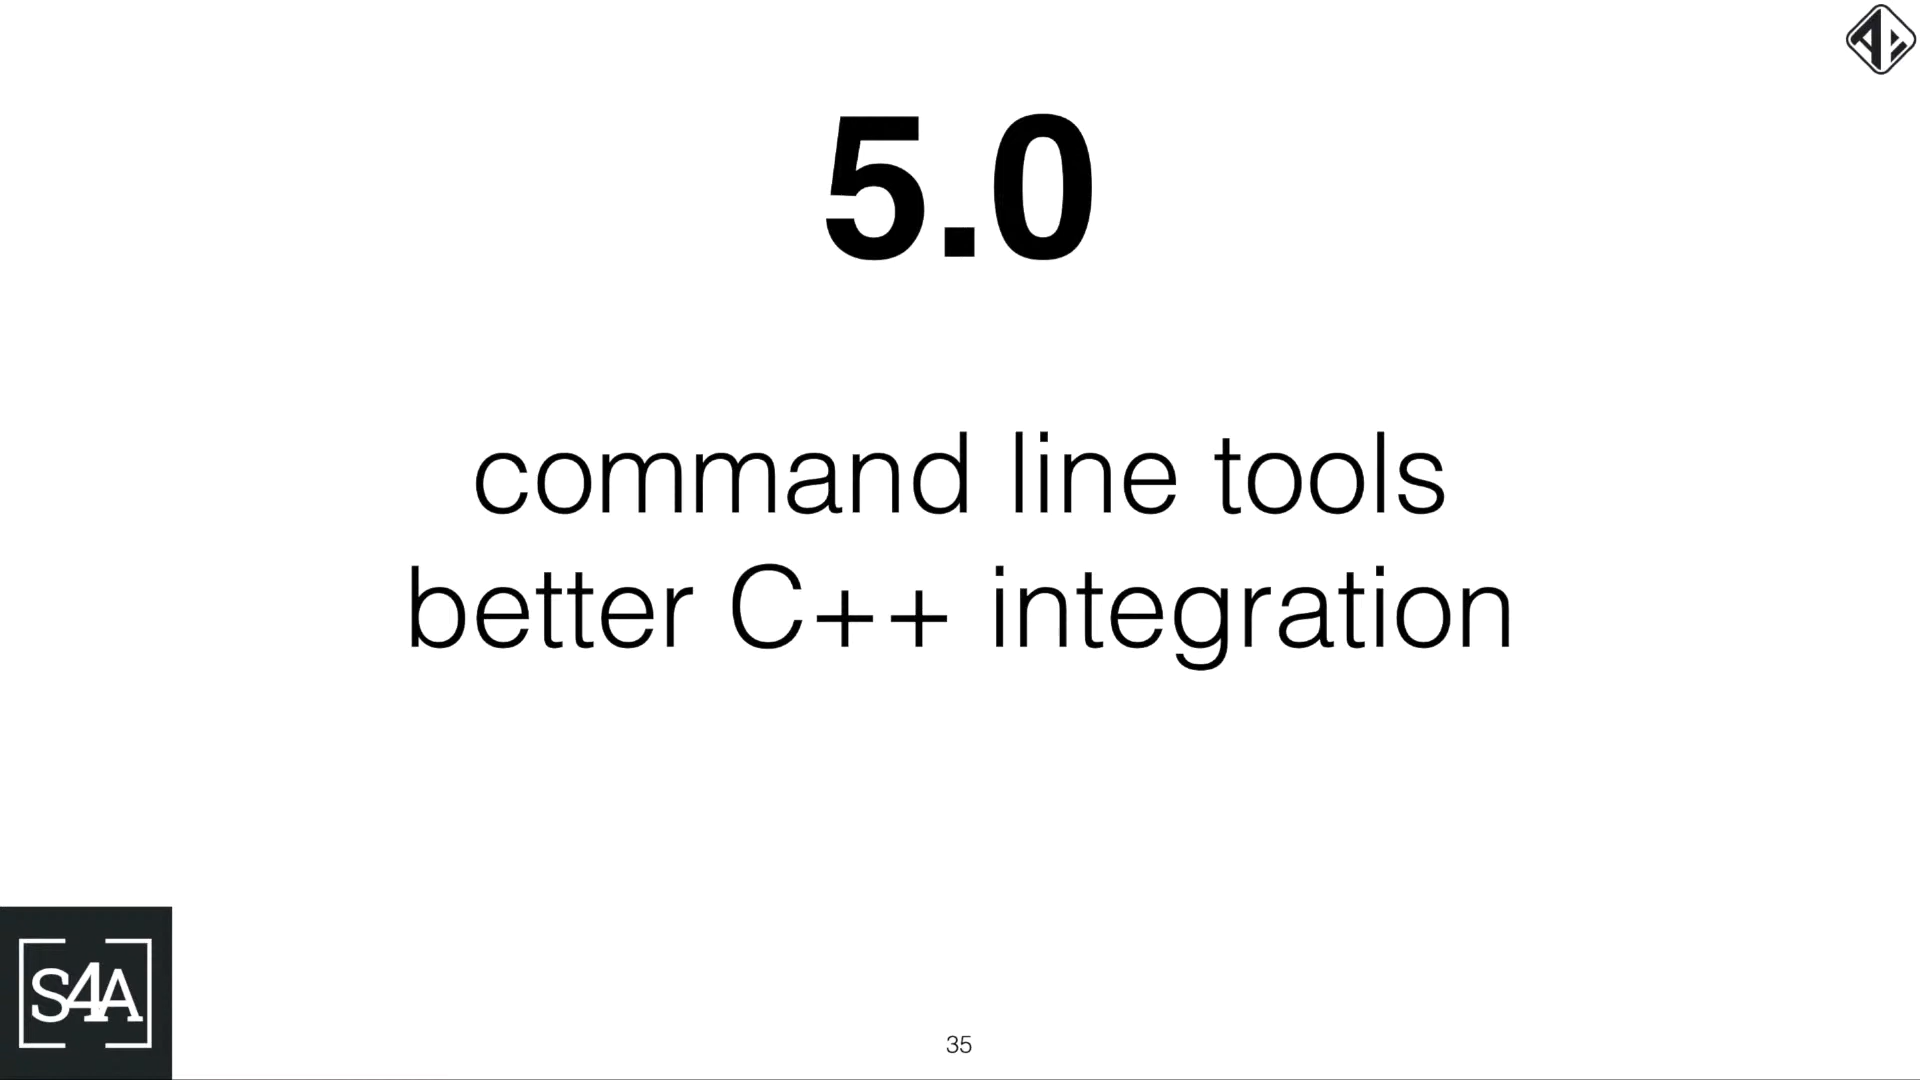 5.0
command line tools
better C++ integration
S4A
35